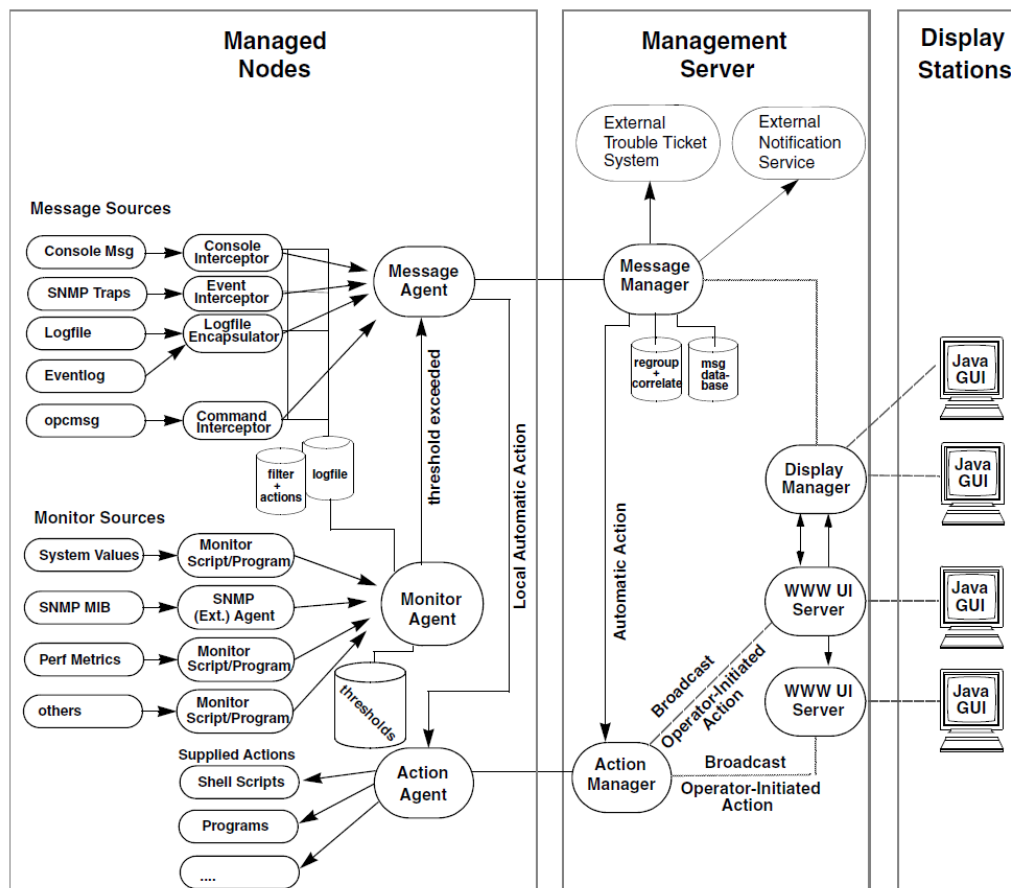 Managed
Nodes
Management
Server
Display
Stations
External
Trouble Ticket
System
External
Notification
Service
Message Sources
Console Msg
Console
Interceptor
SNMP Traps
Event
Interceptor
Logfile
Logfile
Encapsulator
Eventlog
opcmsg
Command
Interceptor
Message
Agent
filter
+
actions
logfile
threshold exceeded
Local Automatic Action
Message
Manager
regroup
+
correlate
msg
data-
base
Automatic Action
Java
GUI
Display
Manager
Java
GUI
Monitor Sources
System Values
Monitor
Script/Program
SNMP MIB
SNMP
(Ext.) Agent
Perf Metrics
Monitor
Script/Program
others
Monitor
Script/Program
Monitor
Agent
thresholds
WWW UI
Server
Java
GUI
WWW UI
Server
Java
GUI
Broadcast
Operator-Initiated
Action
Supplied Actions
Shell Scripts
Programs
....
Action
Agent
Action
Manager
Broadcast
Operator-Initiated
Action